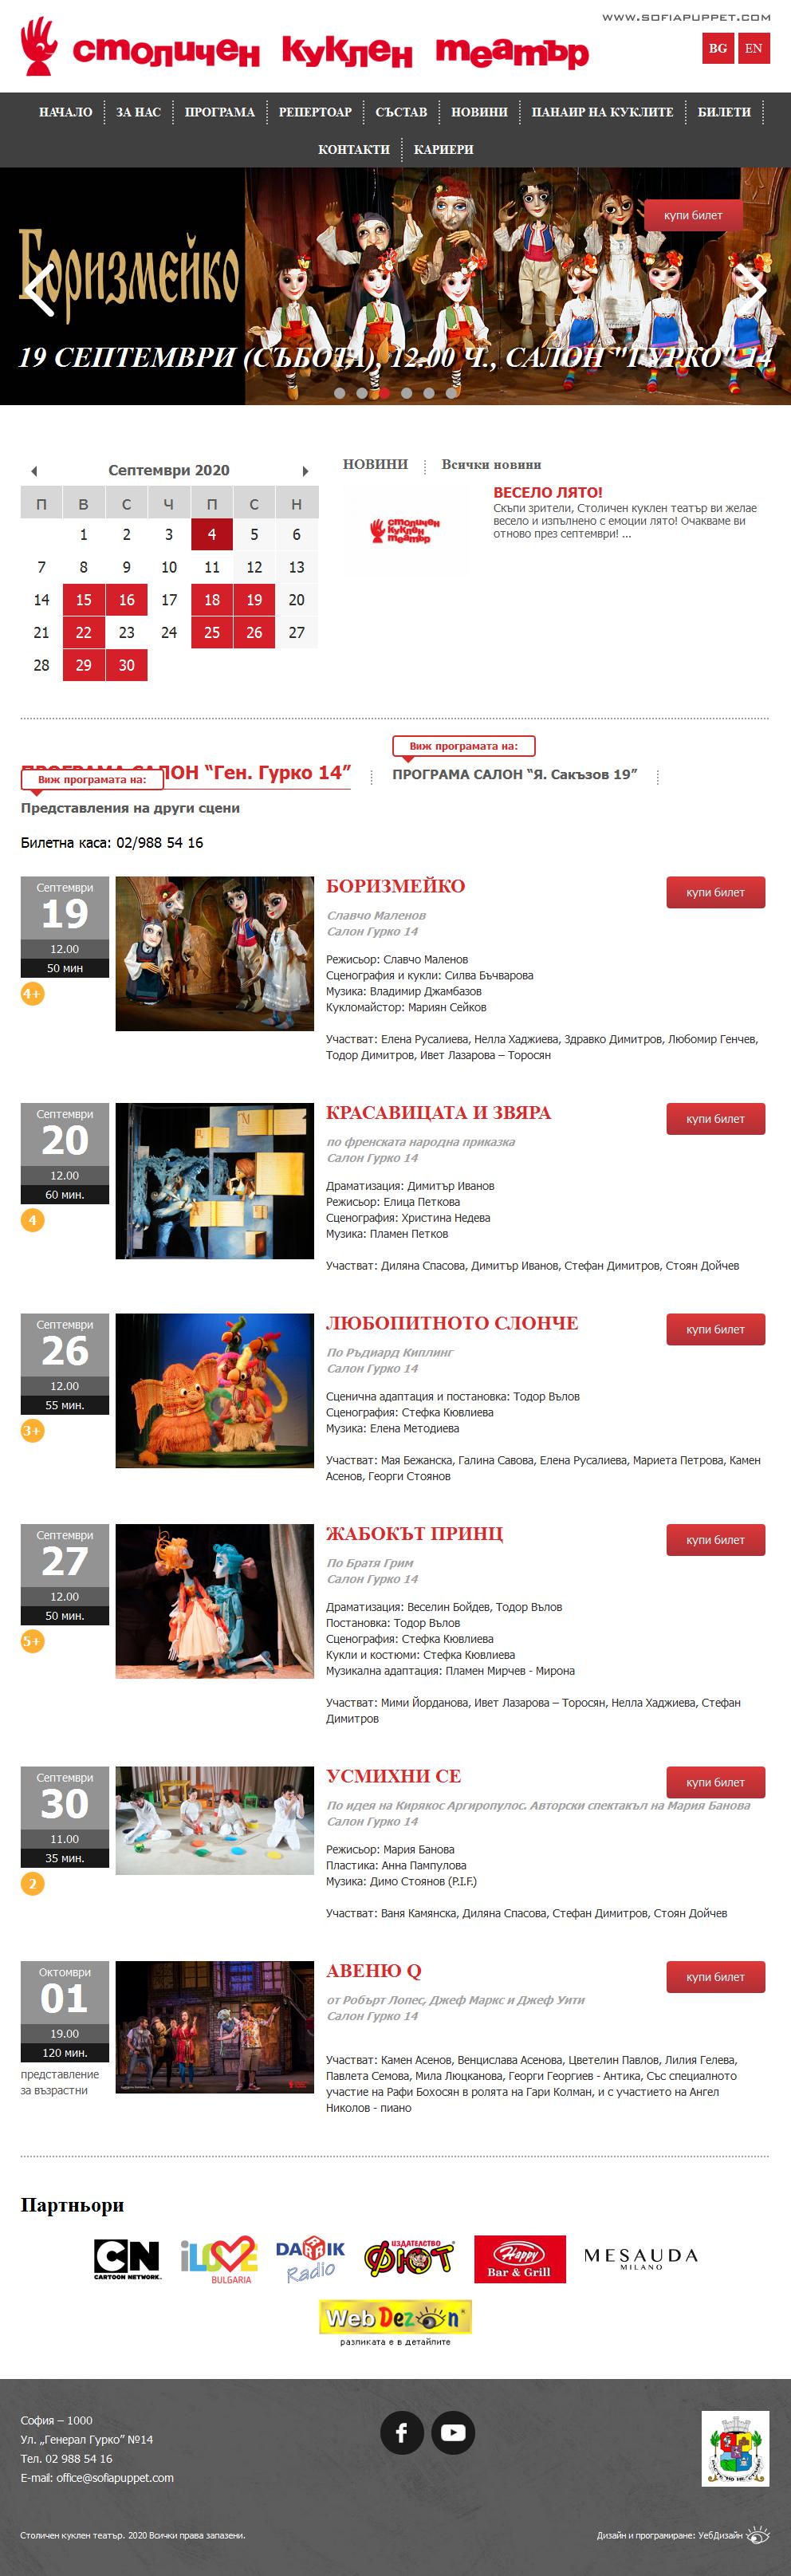 WWW.SOFIAPUPPET.COM
столичен куклен театър
BG EN
НАЧАЛО ЗА НАС ПРОГРАМА РЕПЕРТОАР СЪСТАВ НОВИНИ ПАНАИР НА КУКЛИТЕ БИЛЕТИ
КОНТАКТИ КАРИЕРИ
купи билет
Боризмейко
19 СЕПТЕМВРИ (СЪБОТА), 12.00 Ч., САЛОН "ГУРКО" 14
Септември 2020
П В С Ч П С Н
1 2 3 4 5 6
7 8 9 10 11 12 13
14 15 16 17 18 19 20
21 22 23 24 25 26 27
28 29 30
НОВИНИ Всички новини
столичен
куклен
театър
ВЕСЕЛО ЛЯТО!
Скъпи зрители, Столичен куклен театър ви желае
весело и изпълнено с емоции лято! Очакваме ви
отново през септември! ...
Виж програмата на:
ПРОГРАМА САЛОН “Ген. Гурко 14”
Виж програмата на:
ПРОГРАМА САЛОН “Я. Сакъзов 19”
Представления на други сцени
Билетна каса: 02/988 54 16
Септември
19
12.00
50 мин
4+
БОРИЗМЕЙКО
купи билет
Славчо Маленов
Салон Гурко 14
Режисьор: Славчо Маленов
Сценография и кукли: Силва Бъчварова
Музика: Владимир Джамбазов
Кукломайстор: Мариян Сейков
Участват: Елена Русалиева, Нелла Хаджиева, Здравко Димитров, Любомир Генчев,
Тодор Димитров, Ивет Лазарова – Торосян
Септември
20
12.00
60 мин.
4
КРАСАВИЦАТА И ЗВЯРА
купи билет
по френската народна приказка
Салон Гурко 14
Драматизация: Димитър Иванов
Режисьор: Елица Петкова
Сценография: Христина Недева
Музика: Пламен Петков
Участват: Диляна Спасова, Димитър Иванов, Стефан Димитров, Стоян Дойчев
Септември
26
12.00
55 мин.
3+
ЛЮБОПИТНОТО СЛОНЧЕ
купи билет
По Ръдиард Киплинг
Салон Гурко 14
Сценична адаптация и постановка: Тодор Вълов
Сценография: Стефка Кювлиева
Музика: Елена Методиева
Участват: Мая Бежанска, Галина Савова, Елена Русалиева, Мариета Петрова, Камен
Асенов, Георги Стоянов
Септември
27
12.00
50 мин.
5+
ЖАБОКЪТ ПРИНЦ
купи билет
По Братя Грим
Салон Гурко 14
Драматизация: Веселин Бойдев, Тодор Вълов
Постановка: Тодор Вълов
Сценография: Стефка Кювлиева
Кукли и костюми: Стефка Кювлиева
Музикална адаптация: Пламен Мирчев - Мирона
Участват: Мими Йорданова, Ивет Лазарова – Торосян, Нелла Хаджиева, Стефан
Димитров
Септември
30
11.00
35 мин.
2
УСМИХНИ СЕ
купи билет
По идея на Кирякос Аргиропулос. Авторски спектакъл на Мария Банова
Салон Гурко 14
Режисьор: Мария Банова
Пластика: Анна Пампулова
Музика: Димо Стоянов (P.I.F.)
Участват: Ваня Камянска, Диляна Спасова, Стефан Димитров, Стоян Дойчев
Октомври
01
19.00
120 мин.
представление
за възрастни
АВЕНЮ Q
купи билет
от Робърт Лопес, Джеф Маркс и Джеф Уити
Салон Гурко 14
Участват: Камен Асенов, Венцислава Асенова, Цветелин Павлов, Лилия Гелева,
Павлета Семова, Мила Люцканова, Георги Георгиев - Антика, Със специалното
участие на Рафи Бохосян в ролята на Гари Колман, и с участието на Ангел
Николов - пиано
Партньори
CN
CARTOON NETWORK.
iLOVE
BULGARIA
DARIK
Radio
ИЗДАТЕЛСТВО
ФЮТ
Happy
Bar & Grill
MESAUDA
MILANO
Web Dezign
разликата е в детайлите
София – 1000
Ул. „Генерал Гурко” №14
Тел. 02 988 54 16
E-mail: office@sofiapuppet.com
Столичен куклен театър. 2020 Всички права запазени.
Дизайн и програмиране: УебДизайн